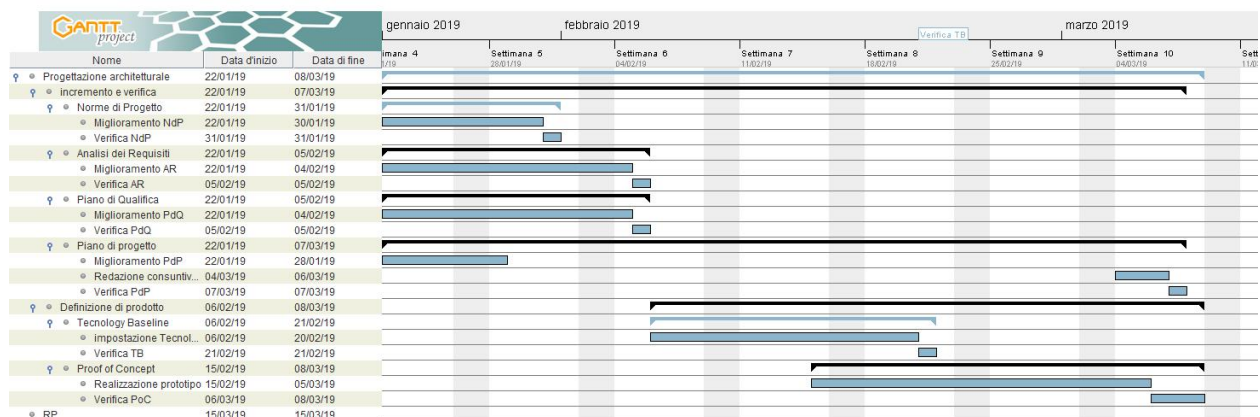 GANTT
project
gennaio 2019
febbraio 2019
marzo 2019
Verifica TB
imana 4
Settimana 5
Settimana 6
Settimana 7
Settimana 8
Settimana 9
Settimana 10
Sett
1/19
28/01/19
04/02/19
11/02/19
18/02/19
25/02/19
04/03/19
11/03
Nome Data d'inizio Data di fine
Progettazione architetturale 22/01/19 08/03/19
incremento e verifica 22/01/19 07/03/19
Norme di Progetto 22/01/19 31/01/19
Miglioramento NdP 22/01/19 30/01/19
Verifica NdP 31/01/19 31/01/19
Analisi dei Requisiti 22/01/19 05/02/19
Miglioramento AR 22/01/19 04/02/19
Verifica AR 05/02/19 05/02/19
Piano di Qualifica 22/01/19 05/02/19
Miglioramento PdQ 22/01/19 04/02/19
Verifica PdQ 05/02/19 05/02/19
Piano di progetto 22/01/19 07/03/19
Miglioramento PdP 22/01/19 28/01/19
Redazione consuntiv... 04/03/19 06/03/19
Verifica PdP 07/03/19 07/03/19
Definizione di prodotto 06/02/19 08/03/19
Tecnology Baseline 06/02/19 21/02/19
impostazione Tecnol... 06/02/19 20/02/19
Verifica TB 21/02/19 21/02/19
Proof of Concept 15/02/19 08/03/19
Realizzazione prototipo 15/02/19 05/03/19
Verifica PoC 06/03/19 08/03/19
RP 15/03/19 15/03/19